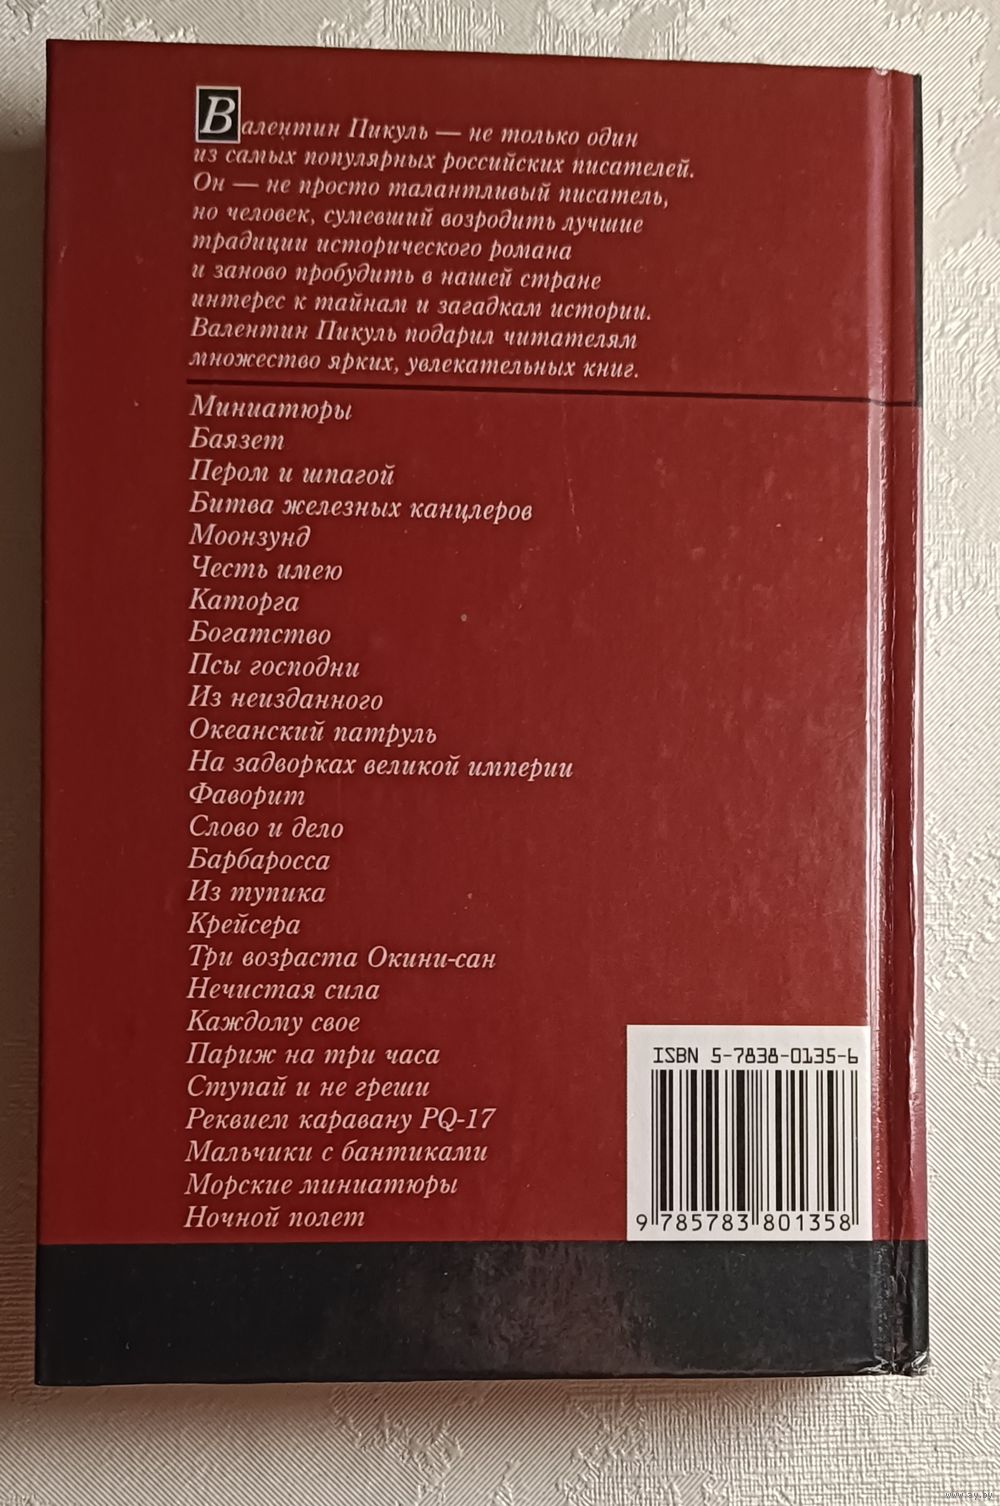 Валентин Пикуль — не только один
из самых популярных российских писателей.
Он — не просто талантливый писатель,
но человек, сумевший возродить лучшие
традиции исторического романа
и заново пробудить в нашей стране
интерес к тайнам и загадкам истории.
Валентин Пикуль подарил читателям
множество ярких, увлекательных книг.
Миниатюры
Баязет
Пером и шпагой
Битва железных канцлеров
Моонзунд
Честь имею
Каторга
Богатство
Псы господни
Из неизданного
Океанский патруль
На задворках великой империи
Фаворит
Слово и дело
Барбаросса
Из тупика
Крейсера
Три возраста Окини-сан
Нечистая сила
Каждому свое
Париж на три часа
Ступай и не греши
Реквием каравану PQ-17
Мальчики с бантиками
Морские миниатюры
Ночной полет
ISBN 5-7838-0135-6
9 785783 801358